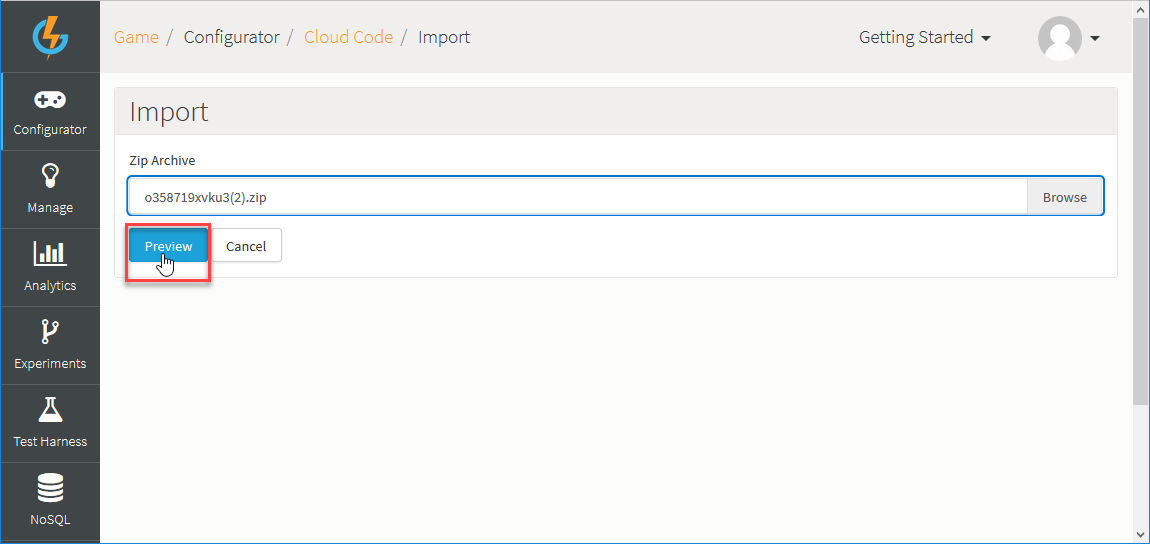 Game / Configurator / Cloud Code / Import
Getting Started
Configurator
Manage
Analytics
Experiments
Test Harness
NoSQL
Import
Zip Archive
o358719xvku3(2).zip
Browse
Preview
Cancel